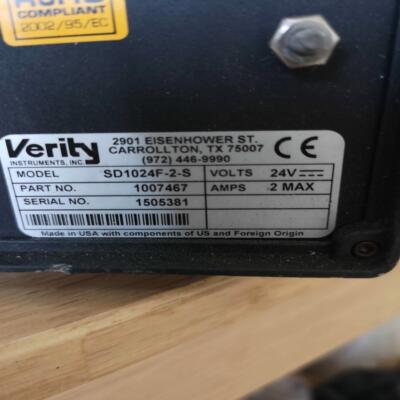 RoHS
COMPLIANT
2002/95/EC
Verity
INSTRUMENTS, INC.
2901 EISENHOWER ST.
CARROLLTON, TX 75007
(972) 446-9990
CE
MODEL SD1024F-2-S VOLTS 24V
PART NO. 1007467 AMPS 2 MAX
SERIAL NO. 1505381
Made in USA with components of US and Foreign Origin